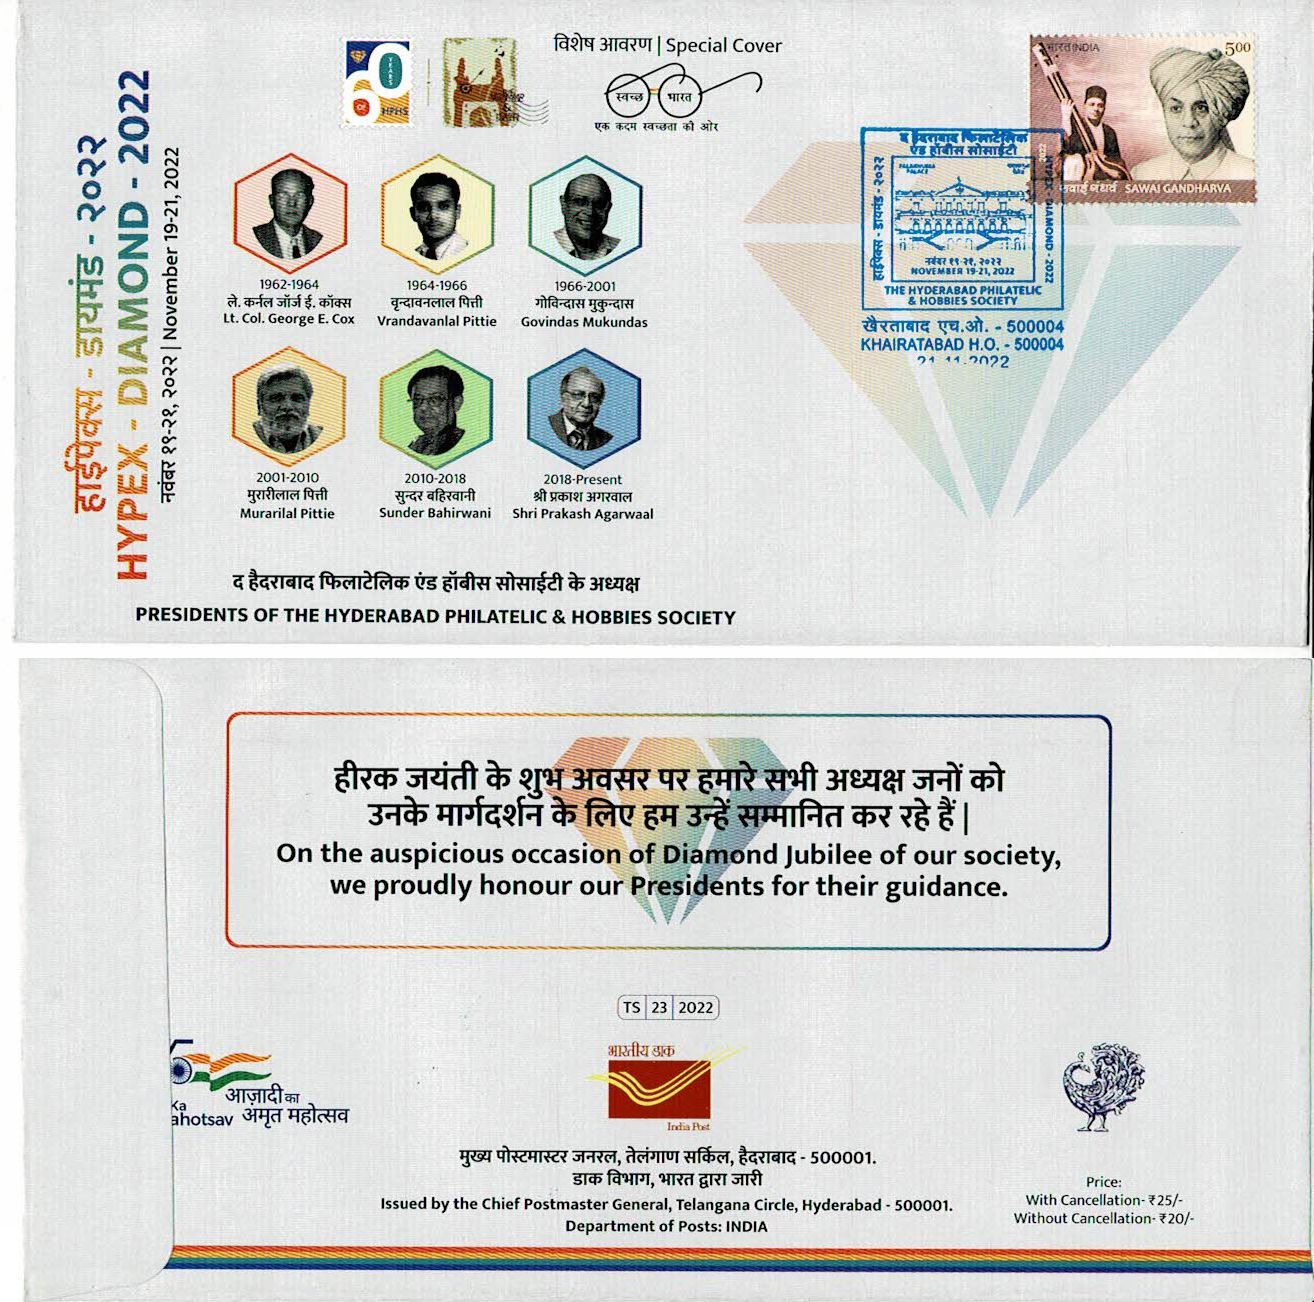 हाईपेक्स - डायमंड - २०२२
HYPEX - DIAMOND - 2022
नवंबर १९-२१, २०२२ | November 19-21, 2022
60
YEARS
OF
HPHS
विशेष आवरण | Special Cover
स्वच्छ भारत
एक कदम स्वच्छता की ओर
भारत INDIA
500
2022
सवाई गंधर्व SAWAI GANDHARVA
द हैदराबाद फिलाटेलिक
एंड हॉबीस सोसाईटी
हाईपेक्स - डायमंड - २०२२
HYPEX - DIAMOND - 2022
PALACE
नवंबर १९-२१, २०२२
NOVEMBER 19-21, 2022
THE HYDERABAD PHILATELIC
& HOBBIES SOCIETY
खैरताबाद एच.ओ. - 500004
KHAIRATABAD H.O. - 500004
21-11-2022
1962-1964
ले. कर्नल जॉर्ज ई. कॉक्स
Lt. Col. George E. Cox
1964-1966
वृन्दावनलाल पित्ती
Vrandavanlal Pittie
1966-2001
गोविन्दास मुकुन्दास
Govindas Mukundas
2001-2010
मुरारीलाल पित्ती
Murarilal Pittie
2010-2018
सुन्दर बहिरवानी
Sunder Bahirwani
2018-Present
श्री प्रकाश अगरवाल
Shri Prakash Agarwaal
द हैदराबाद फिलाटेलिक एंड हॉबीस सोसाईटी के अध्यक्ष
PRESIDENTS OF THE HYDERABAD PHILATELIC & HOBBIES SOCIETY
हीरक जयंती के शुभ अवसर पर हमारे सभी अध्यक्ष जनों को
उनके मार्गदर्शन के लिए हम उन्हें सम्मानित कर रहे हैं |
On the auspicious occasion of Diamond Jubilee of our society,
we proudly honour our Presidents for their guidance.
TS 23 2022
आज़ादी का
अमृत महोत्सव
Ka
ahotsav
भारतीय डाक
India Post
मुख्य पोस्टमास्टर जनरल, तेलंगाण सर्किल, हैदराबाद - 500001.
डाक विभाग, भारत द्वारा जारी
Issued by the Chief Postmaster General, Telangana Circle, Hyderabad - 500001.
Department of Posts: INDIA
Price:
With Cancellation- ₹25/-
Without Cancellation- ₹20/-